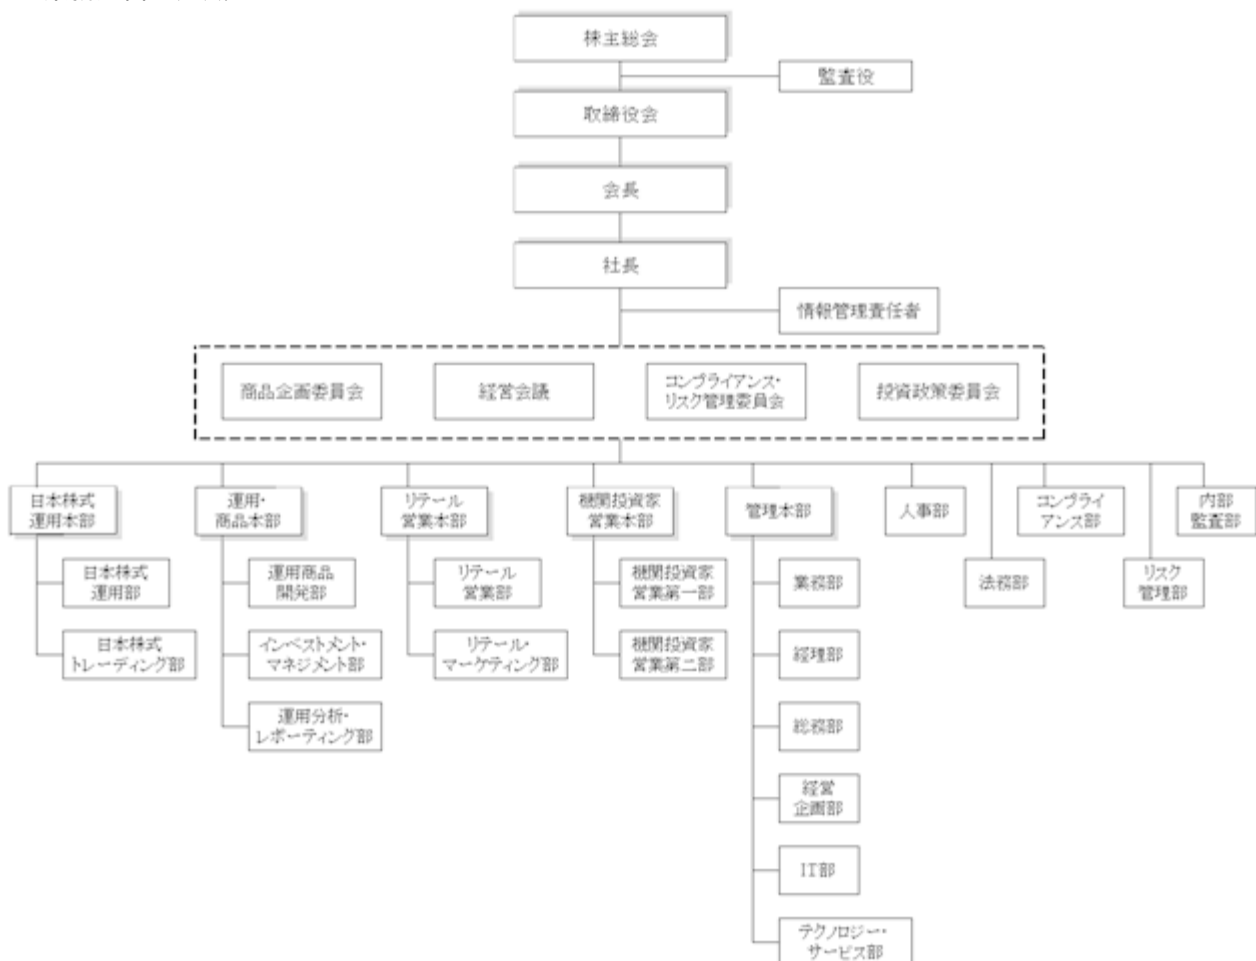 株主総会
監査役
取締役会
会長
社長
情報管理責任者
商品企画委員会
経営会議
コンプライアンス・
リスク管理委員会
投資政策委員会
日本株式
運用本部
運用・
商品本部
リテール
営業本部
機関投資家
営業本部
管理本部
人事部
コンプライ
アンス部
内部
監査部
日本株式
運用部
運用商品
開発部
リテール
営業部
機関投資家
営業第一部
業務部
法務部
リスク
管理部
日本株式
トレーディング部
インベストメント・
マネジメント部
リテール・
マーケティング部
機関投資家
営業第二部
経理部
運用分析・
レポーティング部
総務部
経営
企画部
IT部
テクノロジー・
サービス部